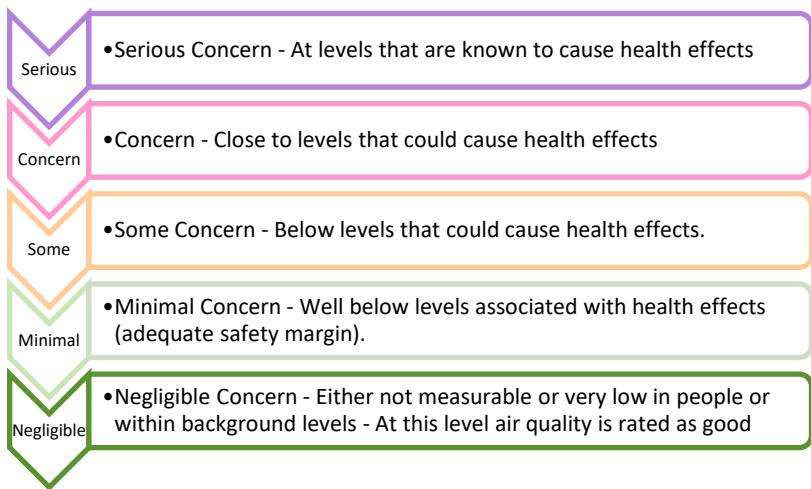 Serious
•Serious Concern - At levels that are known to cause health effects
Concern
•Concern - Close to levels that could cause health effects
Some
•Some Concern - Below levels that could cause health effects.
Minimal
•Minimal Concern - Well below levels associated with health effects
(adequate safety margin).
Negligible
•Negligible Concern - Either not measurable or very low in people or
within background levels - At this level air quality is rated as good